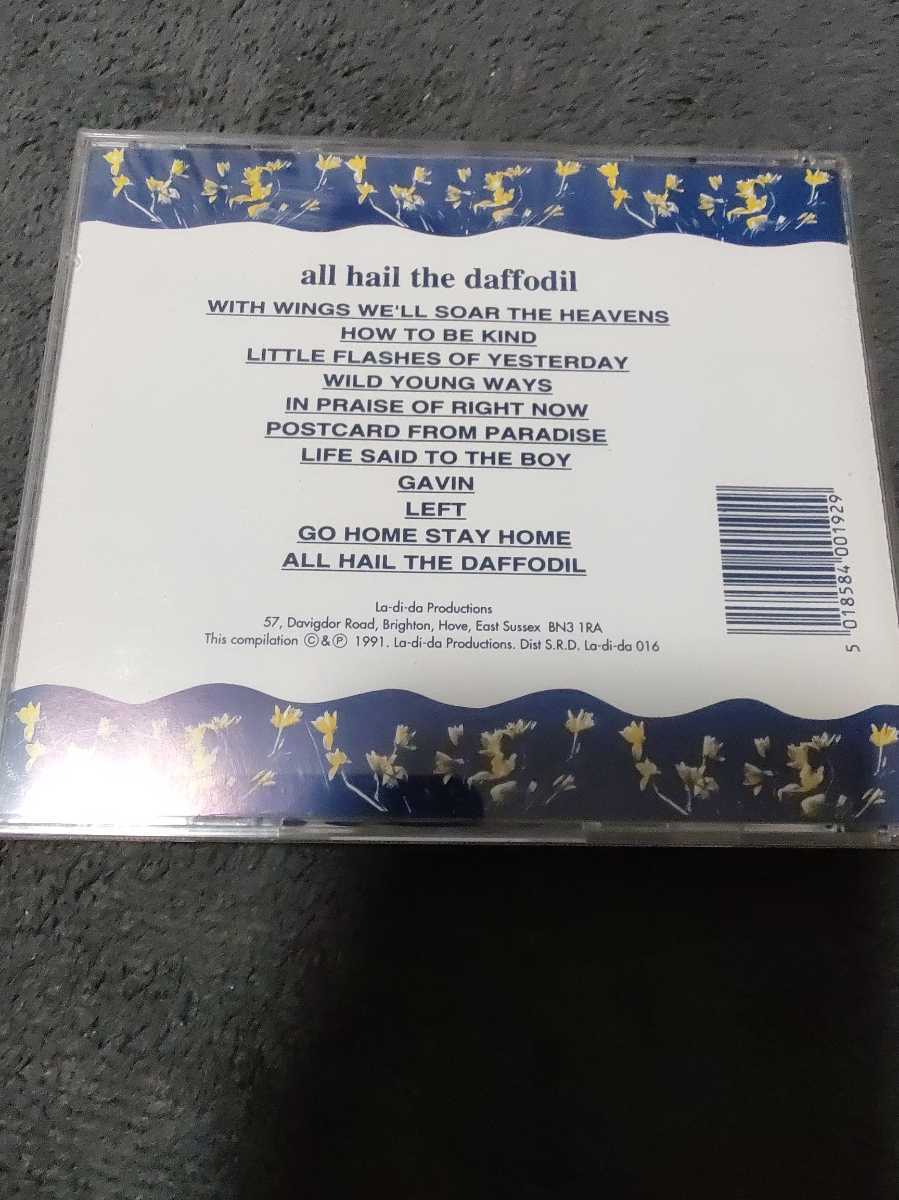 all hail the daffodil
WITH WINGS WE'LL SOAR THE HEAVENS
HOW TO BE KIND
LITTLE FLASHES OF YESTERDAY
WILD YOUNG WAYS
IN PRAISE OF RIGHT NOW
POSTCARD FROM PARADISE
LIFE SAID TO THE BOY
GAVIN
LEFT
GO HOME STAY HOME
ALL HAIL THE DAFFODIL
La-di-da Productions
57, Davigdor Road, Brighton, Hove, East Sussex BN3 1RA
This compilation ©&℗ 1991. La-di-da Productions. Dist S.R.D. La-di-da 016
5 018584 001929